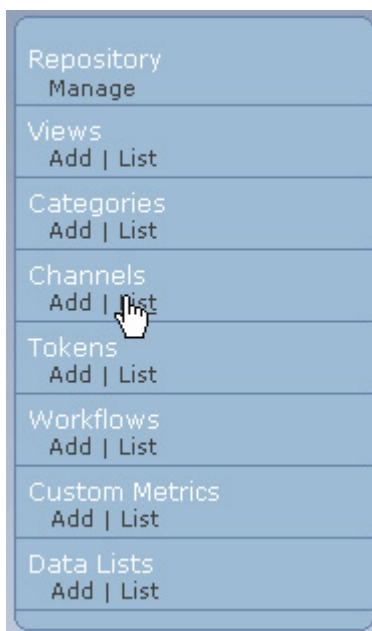 Repository
Manage
Views
Add | List
Categories
Add | List
Channels
Add | List
Tokens
Add | List
Workflows
Add | List
Custom Metrics
Add | List
Data Lists
Add | List